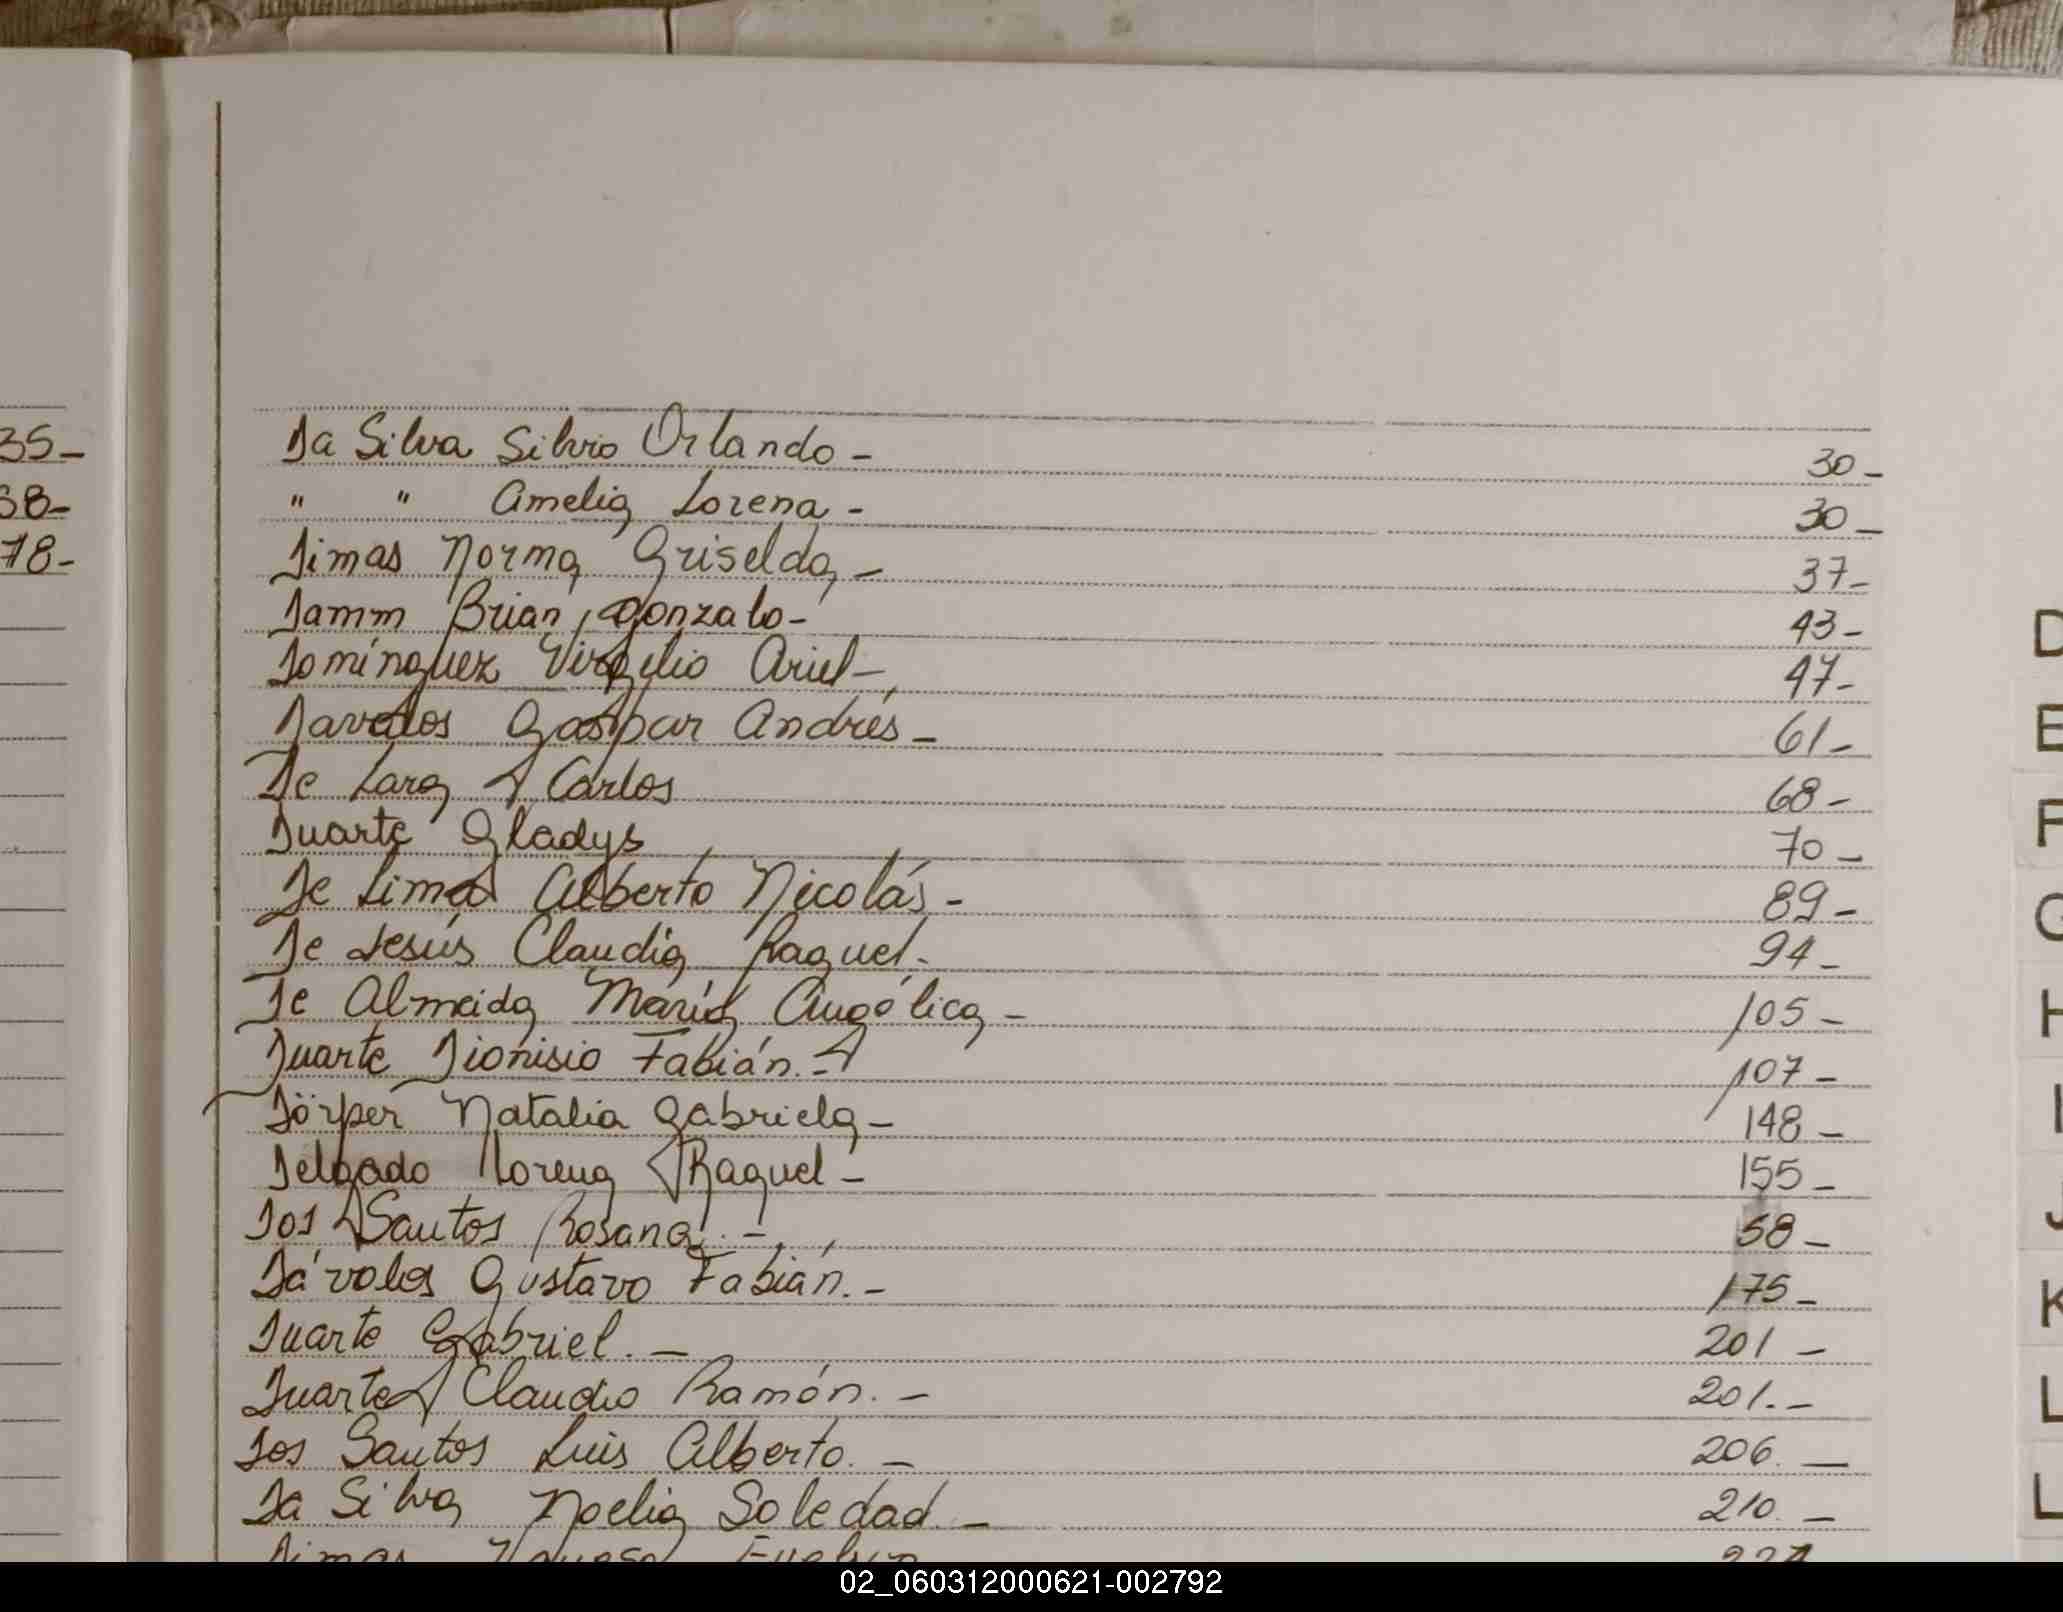 35-
38-
78-
Da Silva Silvio Orlando - 30-
" " Amelia Lorena - 30-
Dimas Norma Griselda - 37-
Damm Brian Gonzalo - 43-
Domínguez Virgilio Ariel - 47-
Davalos Gaspar Andrés - 61-
De Lara Carlos 68-
Duarte Gladys 70-
De Lima Alberto Nicolás - 89-
De Jesús Claudia Raquel - 94-
De Almeida María Angélica - 105-
Duarte Dionisio Fabián. - 107-
Dörper Natalia Gabriela - 148-
Delgado Lorena Raquel - 155-
Dos Santos Rosana. - 58-
Dávalos Gustavo Fabián. - 175-
Duarte Gabriel. - 201-
Duarte Claudio Ramón. - 201.-
Dos Santos Luis Alberto. - 206.-
Da Silva Noelia Soledad. - 210.-
Dimas Evelyn
D
E
F
G
H
I
J
K
L
02_060312000621-002792